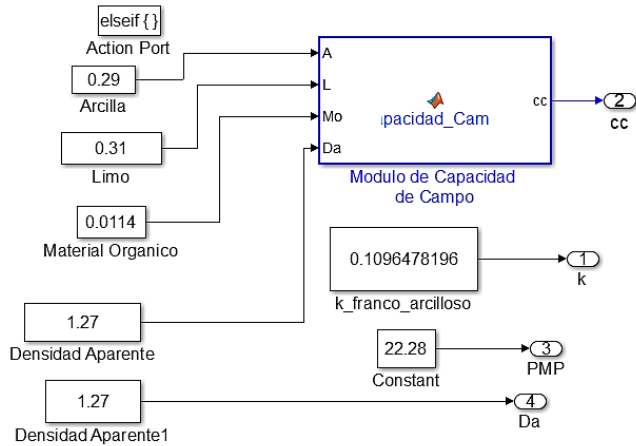 elseif { }
Action Port
0.29
Arcilla
0.31
Limo
0.0114
Material Organico
1.27
Densidad Aparente
1.27
Densidad Aparente1
A
L
Mo
Da
pacidad_Cam
cc
Modulo de Capacidad
de Campo
2
cc
0.1096478196
k_franco_arcilloso
1
k
22.28
Constant
3
PMP
4
Da